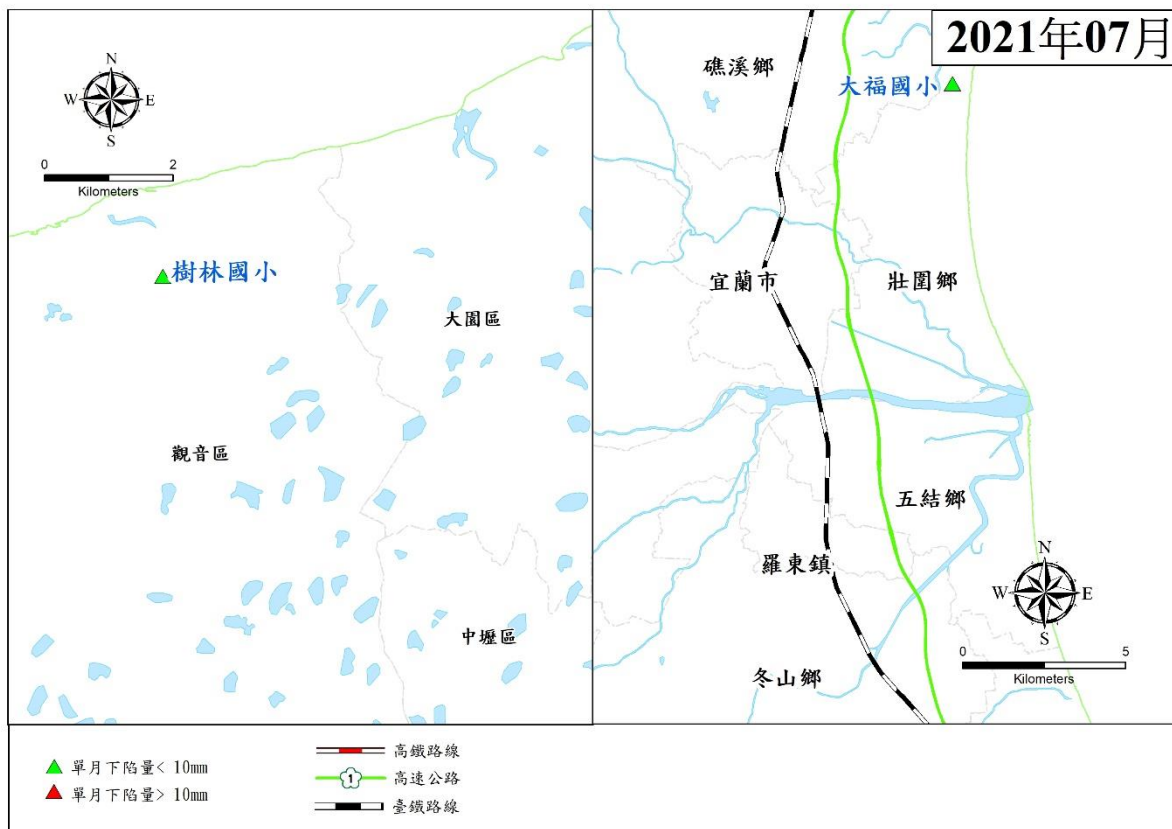 2021年07月
N
W
E
S
0
2
Kilometers
樹林國小
大園區
觀音區
中壢區
礁溪鄉
大福國小
宜蘭市
壯圍鄉
五結鄉
羅東鎮
冬山鄉
N
W
E
S
0
5
Kilometers
單月下陷量< 10mm
單月下陷量> 10mm
高鐵路線
1
高速公路
臺鐵路線